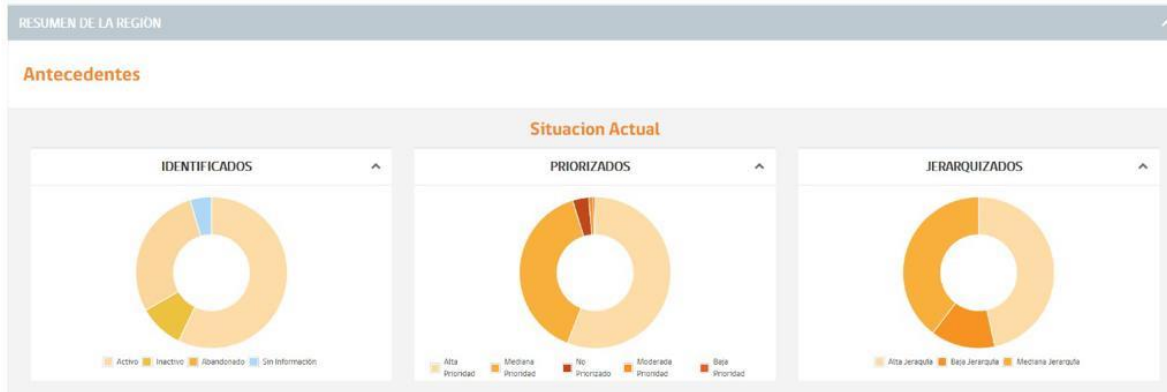 RESUMEN DE LA REGIÓN
Antecedentes
Situacion Actual
IDENTIFICADOS
Activo Inactivo Abandonado Sin Información
PRIORIZADOS
Alta Prioridad
Mediana Prioridad
No Priorizado
Moderada Prioridad
Baja Prioridad
JERARQUIZADOS
Alta Jeraquía Baja Jerarquía Mediana Jerarquía